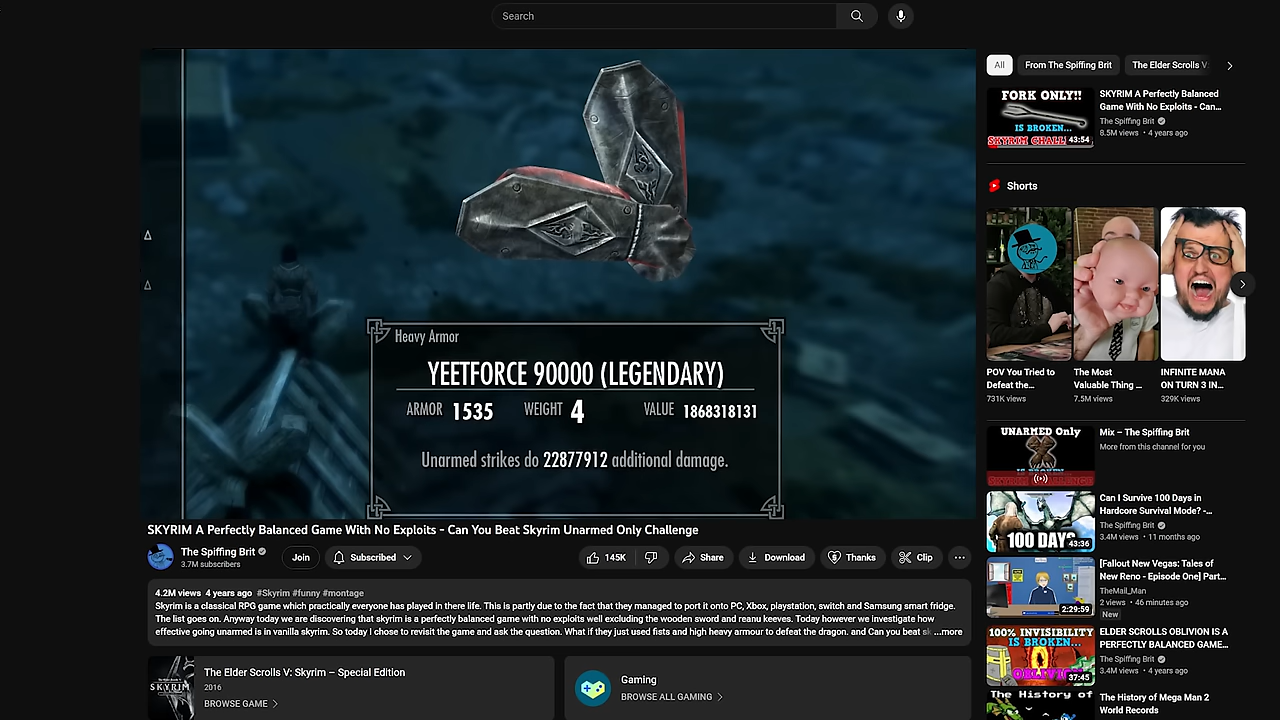 Search
Heavy Armor
YEETFORCE 90000 (LEGENDARY)
ARMOR 1535 WEIGHT 4 VALUE 1868318131
Unarmed strikes do 22877912 additional damage.
SKYRIM A Perfectly Balanced Game With No Exploits - Can You Beat Skyrim Unarmed Only Challenge
The Spiffing Brit
3.7M subscribers
Join
Subscribed
145K
Share
Download
Thanks
Clip
4.2M views 4 years ago #Skyrim #funny #montage
Skyrim is a classical RPG game which practically everyone has played in there life. This is partly due to the fact that they managed to port it onto PC, Xbox, playstation, switch and Samsung smart fridge.
The list goes on. Anyway today we are discovering that skyrim is a perfectly balanced game with no exploits well excluding the wooden sword and reanu keeves. Today however we investigate how
effective going unarmed is in vanilla skyrim. So today I chose to revisit the game and ask the question. What if they just used fists and high heavy armour to defeat the dragon. and Can you beat sk ...more
SKYRIM
The Elder Scrolls V: Skyrim – Special Edition
2016
BROWSE GAME
Gaming
BROWSE ALL GAMING
All
From The Spiffing Brit
The Elder Scrolls V:
FORK ONLY!!
IS BROKEN...
SKYRIM CHALL
43:54
SKYRIM A Perfectly Balanced
Game With No Exploits - Can...
The Spiffing Brit
8.5M views • 4 years ago
Shorts
POV You Tried to
Defeat the...
731K views
The Most
Valuable Thing ...
7.5M views
INFINITE MANA
ON TURN 3 IN...
329K views
UNARMED Only
Mix – The Spiffing Brit
More from this channel for you
100 DAYS
43:36
Can I Survive 100 Days in
Hardcore Survival Mode? -...
The Spiffing Brit
3.4M views • 11 months ago
2:29:59
[Fallout New Vegas: Tales of
New Reno - Episode One] Part...
TheMail_Man
2 views • 46 minutes ago
New
100% INVISIBILITY
IS BROKEN...
OBLIVION
37:45
ELDER SCROLLS OBLIVION IS A
PERFECTLY BALANCED GAME...
The Spiffing Brit
3.4M views • 4 years ago
The History of
The History of Mega Man 2
World Records